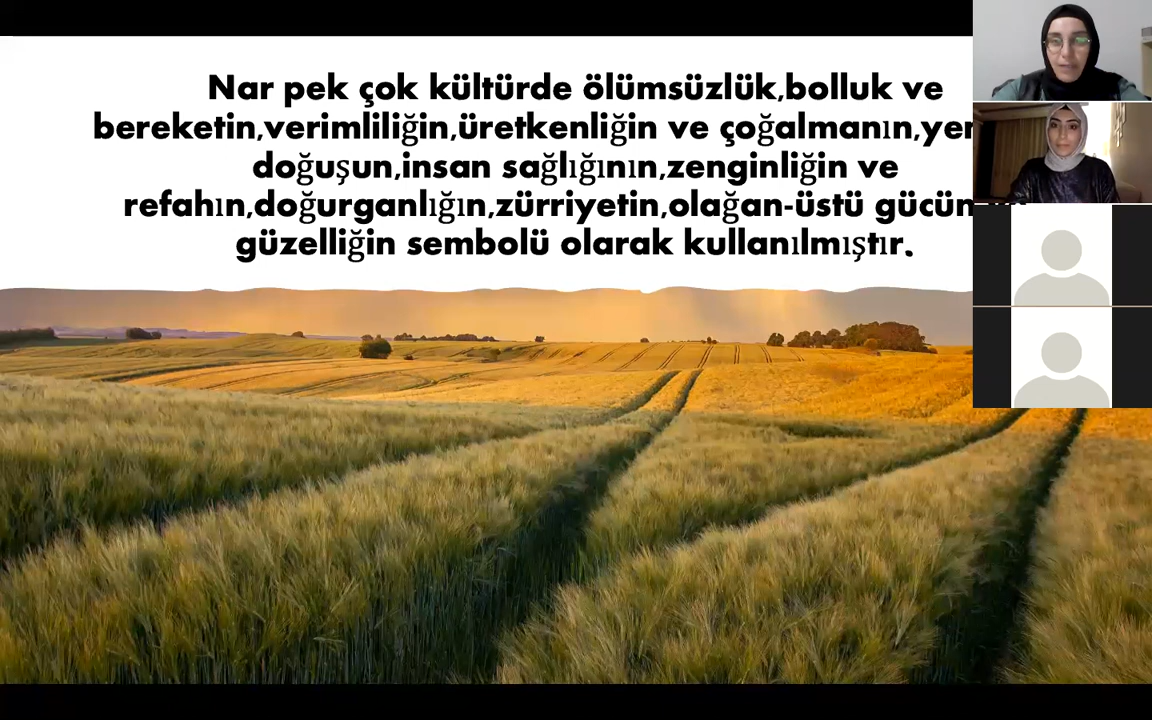 Nar pek çok kültürde ölümsüzlük,bolluk ve
bereketin,verimliliğin,üretkenliğin ve çoğalmanın,
doğuşun,insan sağlığının,zenginliğin ve
refahın,doğurganlığın,zürriyetin,olağan-üstü
güzelliğin sembolü olarak kullanılmıştır.